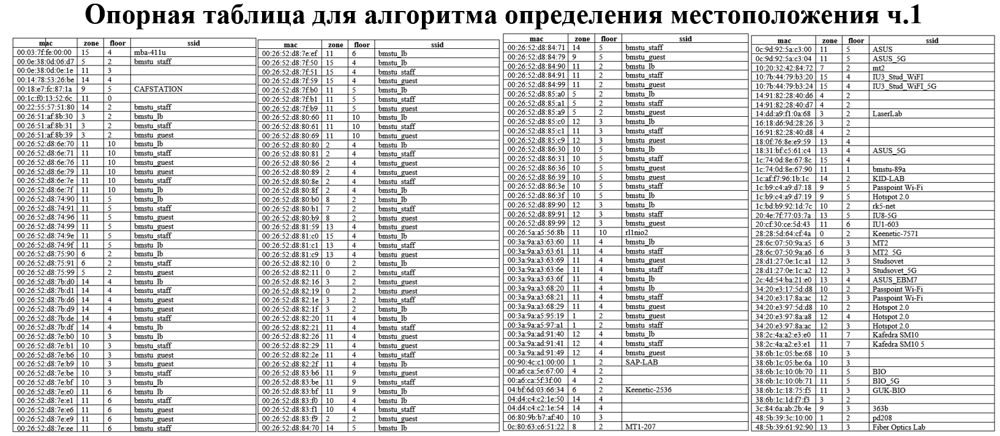 Опорная таблица для алгоритма определения местоположения ч.1
mac zone floor ssid
00:03:7f:fe:00:00 15 4 mba-411u
00:0e:38:0d:06:d7 5 2 bmstu_staff
00:0e:38:0d:0e:1e 11 3
00:14:78:53:26:be 14 4
00:18:e7:fc:87:1a 9 5 CAFSTATION
00:1c:f0:13:52:6c 11 0
00:22:55:57:51:80 14 2 bmstu_staff
00:26:51:af:8b:30 3 2 bmstu_lb
00:26:51:af:8b:31 3 2 bmstu_staff
00:26:51:af:8b:39 3 2 bmstu_guest
00:26:52:d8:6e:70 11 10 bmstu_lb
00:26:52:d8:6e:71 11 10 bmstu_staff
00:26:52:d8:6e:76 11 10 bmstu_guest
00:26:52:d8:6e:79 11 10 bmstu_guest
00:26:52:d8:6e:7e 11 10 bmstu_staff
00:26:52:d8:6e:7f 11 10 bmstu_lb
00:26:52:d8:74:90 11 5 bmstu_lb
00:26:52:d8:74:91 11 5 bmstu_staff
00:26:52:d8:74:96 11 5 bmstu_guest
00:26:52:d8:74:99 11 5 bmstu_guest
00:26:52:d8:74:9e 11 5 bmstu_staff
00:26:52:d8:74:9f 11 5 bmstu_lb
00:26:52:d8:75:90 6 2 bmstu_lb
00:26:52:d8:75:91 6 2 bmstu_staff
00:26:52:d8:75:99 5 2 bmstu_guest
00:26:52:d8:7b:d0 14 4 bmstu_lb
00:26:52:d8:7b:d1 14 4 bmstu_staff
00:26:52:d8:7b:d6 14 4 bmstu_guest
00:26:52:d8:7b:d9 14 4 bmstu_guest
00:26:52:d8:7b:de 14 4 bmstu_staff
00:26:52:d8:7b:df 14 4 bmstu_lb
00:26:52:d8:7e:b0 10 3 bmstu_lb
00:26:52:d8:7e:b1 10 3 bmstu_staff
00:26:52:d8:7e:b6 10 3 bmstu_guest
00:26:52:d8:7e:b9 10 3 bmstu_guest
00:26:52:d8:7e:be 10 3 bmstu_staff
00:26:52:d8:7e:bf 10 3 bmstu_lb
00:26:52:d8:7e:e0 11 6 bmstu_lb
00:26:52:d8:7e:e1 11 6 bmstu_staff
00:26:52:d8:7e:e6 11 6 bmstu_guest
00:26:52:d8:7e:e9 11 6 bmstu_guest
00:26:52:d8:7e:ee 11 6 bmstu_staff
mac zone floor ssid
00:26:52:d8:7e:ef 11 6 bmstu_lb
00:26:52:d8:7f:50 15 4 bmstu_lb
00:26:52:d8:7f:51 15 4 bmstu_staff
00:26:52:d8:7f:59 15 4 bmstu_guest
00:26:52:d8:7f:b0 11 5 bmstu_lb
00:26:52:d8:7f:b1 11 5 bmstu_staff
00:26:52:d8:7f:b9 11 5 bmstu_guest
00:26:52:d8:80:60 11 10 bmstu_lb
00:26:52:d8:80:61 11 10 bmstu_staff
00:26:52:d8:80:69 11 10 bmstu_guest
00:26:52:d8:80:80 2 4 bmstu_lb
00:26:52:d8:80:81 2 4 bmstu_staff
00:26:52:d8:80:86 2 4 bmstu_guest
00:26:52:d8:80:89 2 4 bmstu_guest
00:26:52:d8:80:8e 2 4 bmstu_staff
00:26:52:d8:80:8f 2 4 bmstu_lb
00:26:52:d8:80:b0 8 2 bmstu_lb
00:26:52:d8:80:b1 7 2 bmstu_staff
00:26:52:d8:80:b9 8 2 bmstu_guest
00:26:52:d8:81:59 13 4 bmstu_guest
00:26:52:d8:81:c0 15 4 bmstu_lb
00:26:52:d8:81:c1 13 4 bmstu_staff
00:26:52:d8:81:c9 13 4 bmstu_guest
00:26:52:d8:82:10 0 2 bmstu_lb
00:26:52:d8:82:11 0 2 bmstu_staff
00:26:52:d8:82:16 3 2 bmstu_guest
00:26:52:d8:82:19 0 2 bmstu_guest
00:26:52:d8:82:1e 3 2 bmstu_staff
00:26:52:d8:82:1f 3 2 bmstu_lb
00:26:52:d8:82:20 11 4 bmstu_lb
00:26:52:d8:82:21 11 4 bmstu_staff
00:26:52:d8:82:26 11 4 bmstu_guest
00:26:52:d8:82:29 11 4 bmstu_guest
00:26:52:d8:82:2e 11 4 bmstu_staff
00:26:52:d8:82:2f 11 4 bmstu_lb
00:26:52:d8:83:b6 11 9 bmstu_guest
00:26:52:d8:83:be 11 9 bmstu_staff
00:26:52:d8:83:bf 11 9 bmstu_lb
00:26:52:d8:83:f0 10 4 bmstu_lb
00:26:52:d8:83:f1 10 4 bmstu_staff
00:26:52:d8:83:f9 2 2 bmstu_guest
00:26:52:d8:84:70 14 5 bmstu_lb
mac zone floor ssid
00:26:52:d8:84:71 14 5 bmstu_staff
00:26:52:d8:84:79 9 5 bmstu_guest
00:26:52:d8:84:90 11 2 bmstu_lb
00:26:52:d8:84:91 11 2 bmstu_staff
00:26:52:d8:84:99 11 2 bmstu_guest
00:26:52:d8:85:a0 5 2 bmstu_lb
00:26:52:d8:85:a1 5 2 bmstu_staff
00:26:52:d8:85:a9 5 2 bmstu_guest
00:26:52:d8:85:c0 12 3 bmstu_lb
00:26:52:d8:85:c1 11 3 bmstu_staff
00:26:52:d8:85:c9 12 3 bmstu_guest
00:26:52:d8:86:30 10 5 bmstu_lb
00:26:52:d8:86:31 10 5 bmstu_staff
00:26:52:d8:86:36 10 5 bmstu_guest
00:26:52:d8:86:39 10 5 bmstu_guest
00:26:52:d8:86:3e 10 5 bmstu_staff
00:26:52:d8:86:3f 10 5 bmstu_lb
00:26:52:d8:89:90 12 3 bmstu_lb
00:26:52:d8:89:91 12 3 bmstu_staff
00:26:52:d8:89:99 12 3 bmstu_guest
00:26:5a:a5:56:8b 11 10 rl1nio2
00:3a:9a:a3:63:60 11 4 bmstu_lb
00:3a:9a:a3:63:61 11 4 bmstu_staff
00:3a:9a:a3:63:69 11 4 bmstu_guest
00:3a:9a:a3:63:6e 11 4 bmstu_staff
00:3a:9a:a3:63:6f 11 4 bmstu_lb
00:3a:9a:a3:68:20 11 4 bmstu_lb
00:3a:9a:a3:68:21 11 4 bmstu_staff
00:3a:9a:a3:68:29 11 4 bmstu_guest
00:3a:9a:a5:95:19 1 2 bmstu_guest
00:3a:9a:a5:97:a1 1 2 bmstu_staff
00:3a:9a:ad:91:40 12 4 bmstu_lb
00:3a:9a:ad:91:41 12 4 bmstu_staff
00:3a:9a:ad:91:49 12 4 bmstu_guest
00:90:4c:c1:00:00 1 2 SAP-LAB
00:a6:ca:5e:67:00 4 2
00:a6:ca:5f:3f:00 4 2
04:bf:6d:03:66:34 6 2 Keenetic-2536
04:d4:c4:c2:1e:50 14 4
04:d4:c4:c2:1e:54 14 4
06:80:9b:b7:af:40 10 3
0c:80:63:c6:51:22 8 2 MT1-207
mac zone floor ssid
0c:9d:92:5a:c3:00 11 5 ASUS
0c:9d:92:5a:c3:04 11 5 ASUS_5G
10:20:32:42:84:72 7 2 mt2
10:7b:44:79:b3:20 15 4 IU3_Stud_WiFI
10:7b:44:79:b3:24 15 4 IU3_Stud_WiFI_5G
14:91:82:28:40:d6 4 2
14:91:82:28:40:d7 4 2
14:dd:a9:f1:0a:68 3 2 LaserLab
16:18:d6:9d:28:26 3 2
16:91:82:28:40:d8 4 2
18:0f:76:8e:e9:59 13 4
18:31:bf:c5:61:c4 13 4 ASUS_5G
1c:74:0d:8e:67:8c 15 4
1c:74:0d:8e:67:90 11 1 bmstu-89a
1c:af:f7:96:1b:1c 14 2 KID-LAB
1c:b9:c4:a9:d7:18 9 5 Passpoint Wi-Fi
1c:b9:c4:a9:d7:19 9 5 Hotspot 2.0
1c:bd:b9:92:1d:7c 10 2 rk5-net
20:4e:7f:77:03:7a 13 5 IU8-5G
20:cf:30:ce:5d:43 11 6 IU1-603
28:28:5d:64:cf:4a 0 2 Keenetic-7571
28:6c:07:50:9a:a5 6 3 MT2
28:6c:07:50:9a:a6 6 3 MT2_5G
28:d1:27:0e:1c:a1 12 3 Studsovet
28:d1:27:0e:1c:a2 12 3 Studsovet_5G
2c:4d:54:ba:21:e0 13 4 ASUS_EBM7
34:20:e3:17:5d:d8 10 2 Passpoint Wi-Fi
34:20:e3:17:8a:ac 12 3 Passpoint Wi-Fi
34:20:e3:97:5d:d8 10 2 Hotspot 2.0
34:20:e3:97:8a:a8 12 4 Hotspot 2.0
34:20:e3:97:8a:ac 12 3 Hotspot 2.0
38:2c:4a:a2:e3:e0 11 7 Kafedra SM10
38:2c:4a:a2:e3:e1 11 7 Kafedra SM10 5
38:6b:1c:05:be:68 10 3
38:6b:1c:05:be:6a 10 3
38:6b:1c:10:0b:70 11 5 BIO
38:6b:1c:10:0b:71 11 5 BIO_5G
38:6b:1c:18:75:f5 11 3 GUK-BIO
38:6b:1c:1d:f7:f3 3 2
3c:84:6a:ab:2b:4e 9 3 363b
48:5b:39:3c:10:00 1 2 pd208
48:5b:39:61:92:90 13 3 Fiber Optics Lab